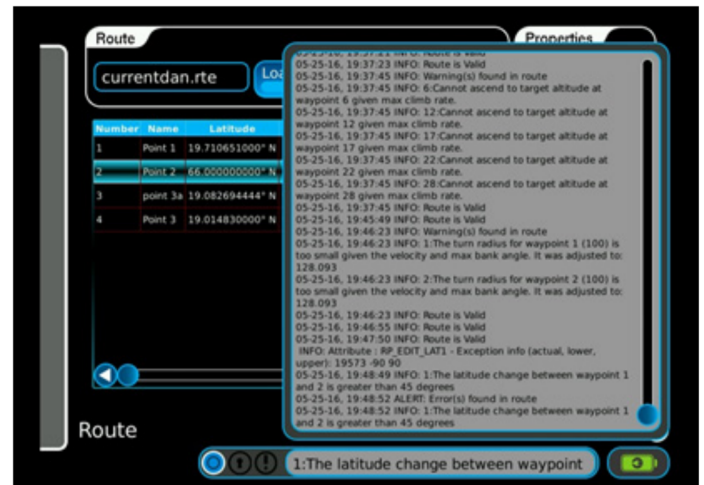 Route
Properties
currentdan.rte
Loa
Number Name Latitude
1 Point 1 19.710651000° N
2 Point 2 66.000000000° N
3 point 3a 19.082694444° N
4 Point 3 19.014830000° N
05-25-16, 19:37:21 INFO: Route is Valid
05-25-16, 19:37:23 INFO: Route is Valid
05-25-16, 19:37:45 INFO: Warning(s) found in route
05-25-16, 19:37:45 INFO: 6:Cannot ascend to target altitude at
waypoint 6 given max climb rate.
05-25-16, 19:37:45 INFO: 12:Cannot ascend to target altitude at
waypoint 12 given max climb rate.
05-25-16, 19:37:45 INFO: 17:Cannot ascend to target altitude at
waypoint 17 given max climb rate.
05-25-16, 19:37:45 INFO: 22:Cannot ascend to target altitude at
waypoint 22 given max climb rate.
05-25-16, 19:37:45 INFO: 28:Cannot ascend to target altitude at
waypoint 28 given max climb rate.
05-25-16, 19:37:45 INFO: Route is Valid
05-25-16, 19:45:49 INFO: Route is Valid
05-25-16, 19:46:23 INFO: Warning(s) found in route
05-25-16, 19:46:23 INFO: 1:The turn radius for waypoint 1 (100) is
too small given the velocity and max bank angle. It was adjusted to:
128.093
05-25-16, 19:46:23 INFO: 2:The turn radius for waypoint 2 (100) is
too small given the velocity and max bank angle. It was adjusted to:
128.093
05-25-16, 19:46:23 INFO: Route is Valid
05-25-16, 19:46:55 INFO: Route is Valid
05-25-16, 19:47:50 INFO: Route is Valid
INFO: Attribute : RP_EDIT_LAT1 - Exception info (actual, lower,
upper): 19573 -90 90
05-25-16, 19:48:49 INFO: 1:The latitude change between waypoint 1
and 2 is greater than 45 degrees
05-25-16, 19:48:52 ALERT: Error(s) found in route
05-25-16, 19:48:52 INFO: 1:The latitude change between waypoint 1
and 2 is greater than 45 degrees
Route
1:The latitude change between waypoint